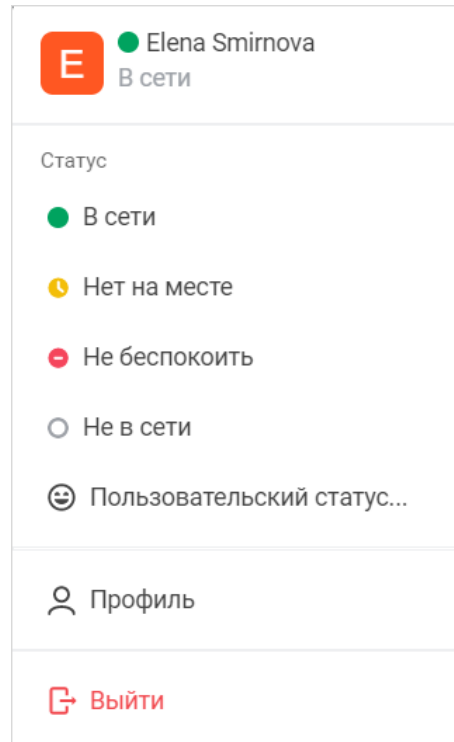 E
Elena Smirnova
В сети
Статус
В сети
Нет на месте
Не беспокоить
Не в сети
Пользовательский статус...
Профиль
Выйти